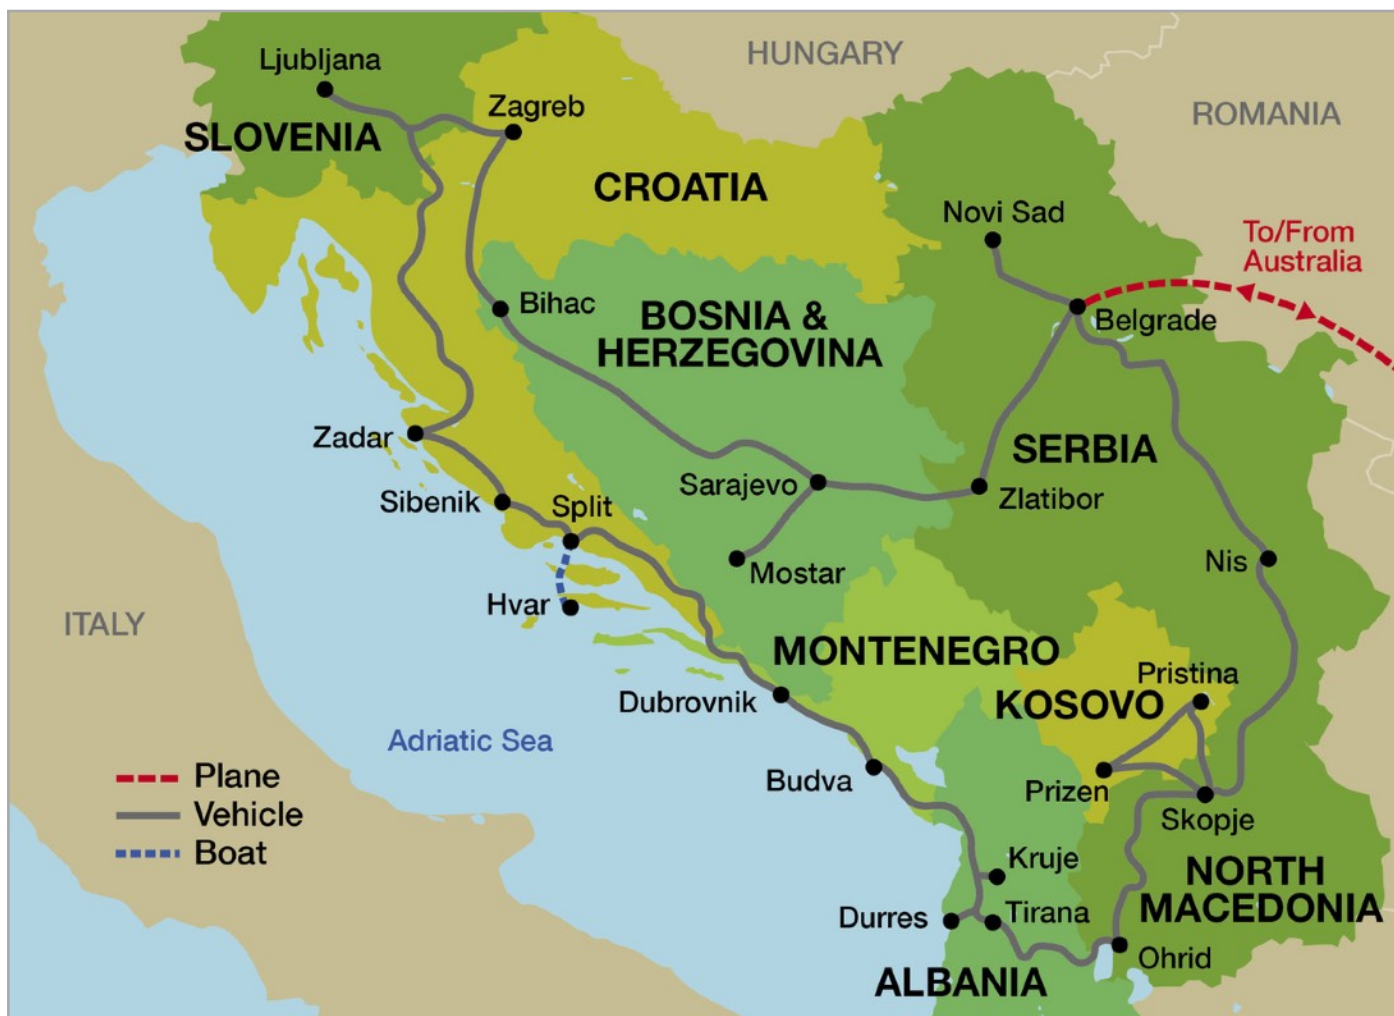 HUNGARY
Ljubljana
Zagreb
ROMANIA
SLOVENIA
CROATIA
Novi Sad
To/From
Australia
Bihac
BOSNIA &
HERZEGOVINA
Belgrade
Zadar
SERBIA
Sarajevo
Zlatibor
Sibenik
Split
Mostar
Nis
Hvar
ITALY
MONTENEGRO
Pristina
KOSOVO
Dubrovnik
Adriatic Sea
Budva
Prizen
Skopje
Plane
Vehicle
Boat
Kruje
NORTH
MACEDONIA
Durres
Tirana
Ohrid
ALBANIA